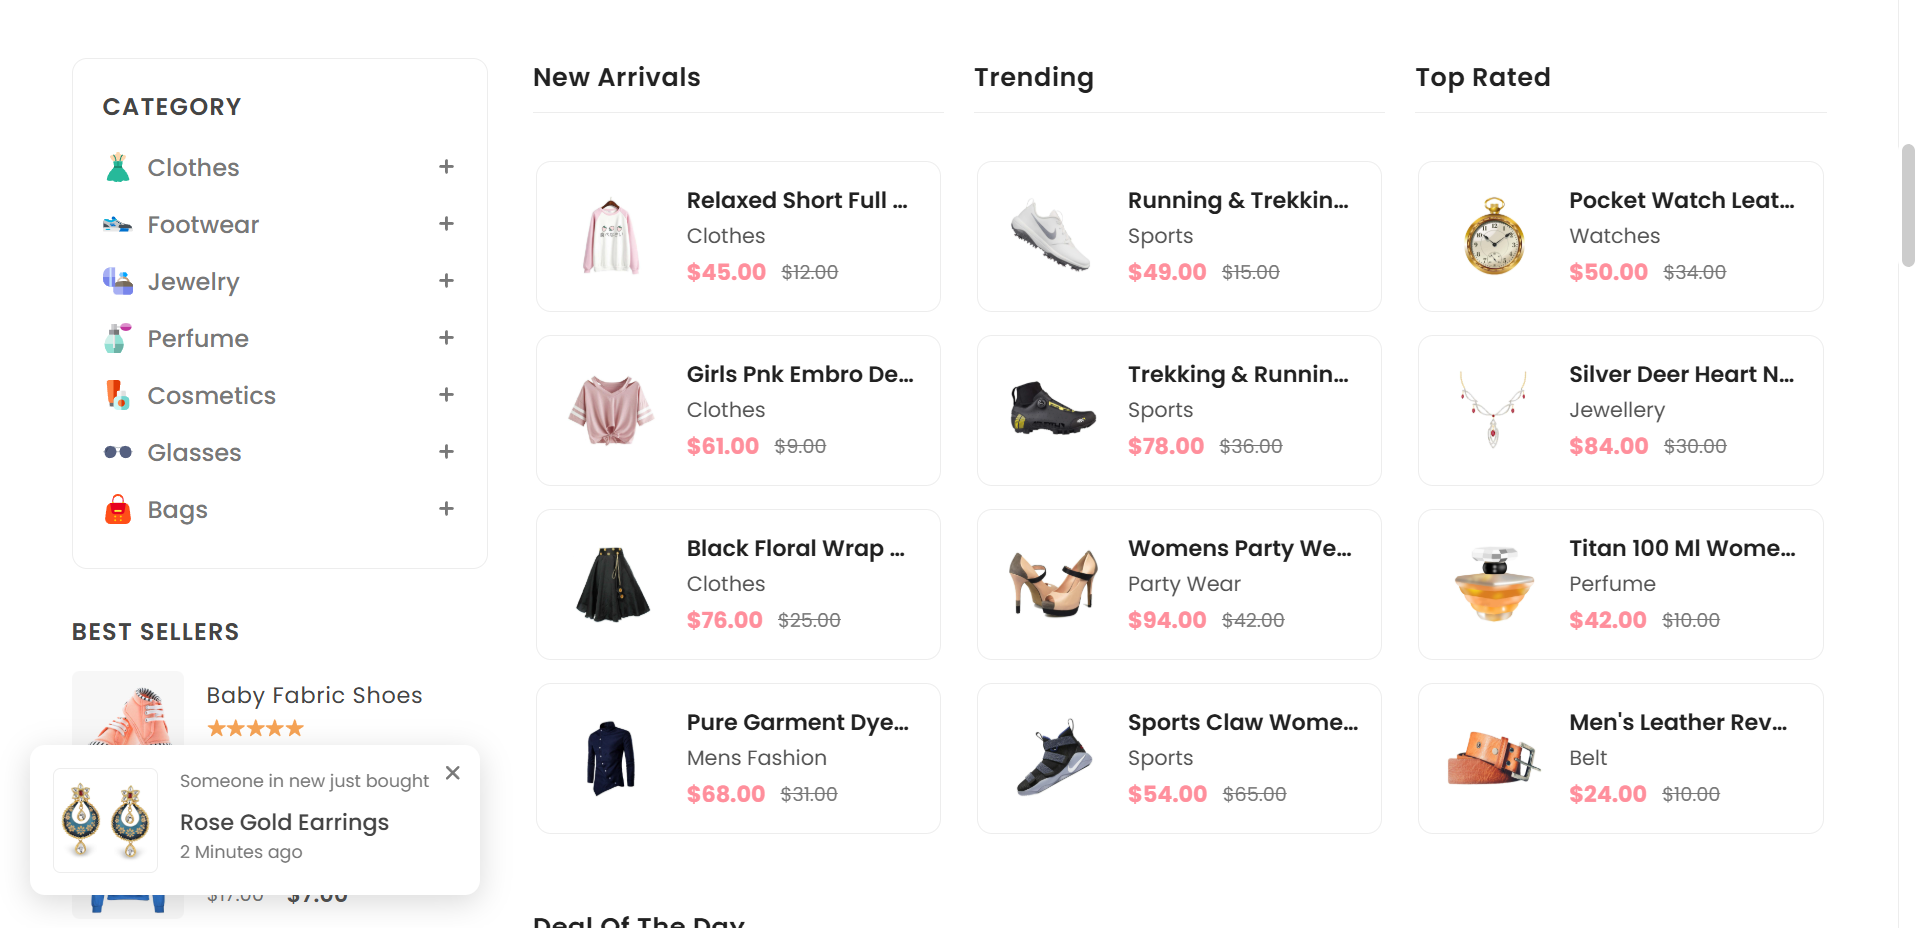 CATEGORY
Clothes
Footwear
Jewelry
Perfume
Cosmetics
Glasses
Bags
BEST SELLERS
Baby Fabric Shoes
Someone in new just bought
Rose Gold Earrings
2 Minutes ago
$17.00 $7.00
New Arrivals
Relaxed Short Full ...
Clothes
$45.00 $12.00
Girls Pnk Embro De...
Clothes
$61.00 $9.00
Black Floral Wrap ...
Clothes
$76.00 $25.00
Pure Garment Dye...
Mens Fashion
$68.00 $31.00
Trending
Running & Trekkin...
Sports
$49.00 $15.00
Trekking & Runnin...
Sports
$78.00 $36.00
Womens Party We...
Party Wear
$94.00 $42.00
Sports Claw Wome...
Sports
$54.00 $65.00
Top Rated
Pocket Watch Leat...
Watches
$50.00 $34.00
Silver Deer Heart N...
Jewellery
$84.00 $30.00
Titan 100 Ml Wome...
Perfume
$42.00 $10.00
Men's Leather Rev...
Belt
$24.00 $10.00
Deal Of The Day